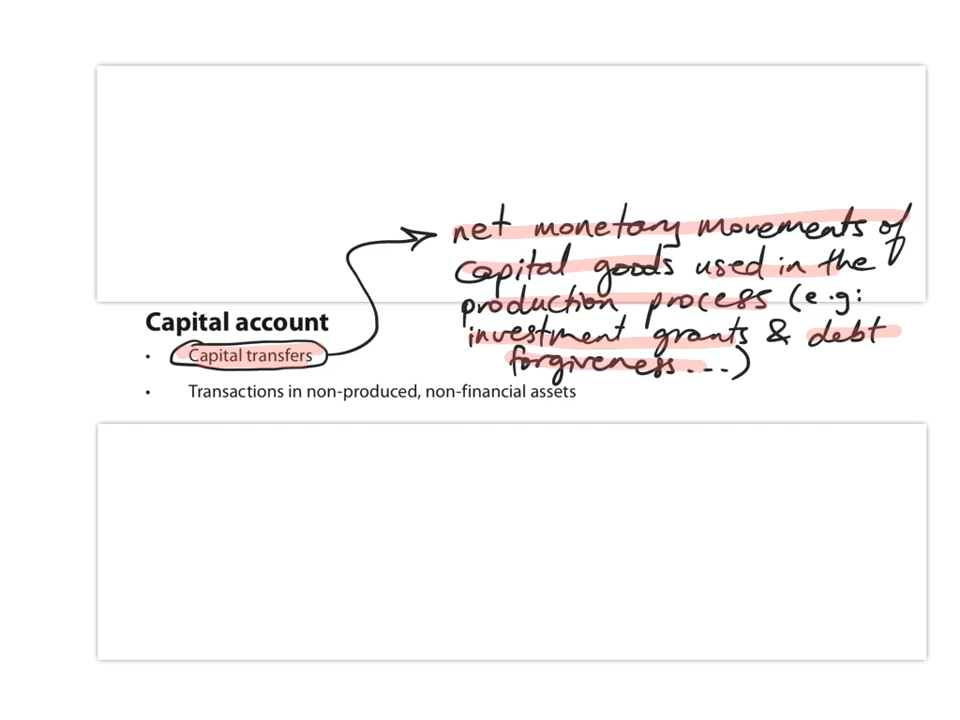 net monetary movements of
capital goods used in the
production process (e.g:
investment grants & debt
forgiveness...)
Capital account
• Capital transfers
• Transactions in non-produced, non-financial assets